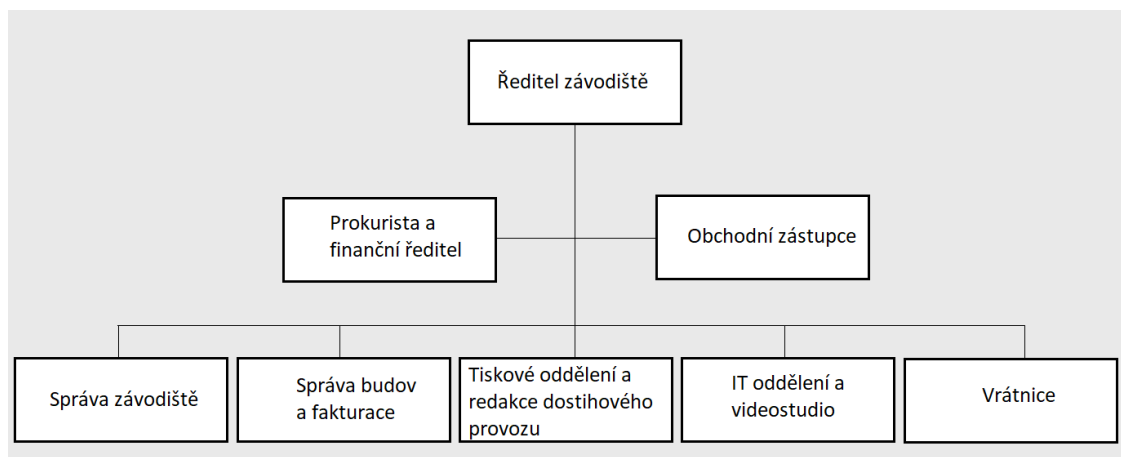 Ředitel závodiště
Prokurista a
finanční ředitel
Obchodní zástupce
Správa závodiště
Správa budov
a fakturace
Tiskové oddělení a
redakce dostihového
provozu
IT oddělení a
videostudio
Vrátnice